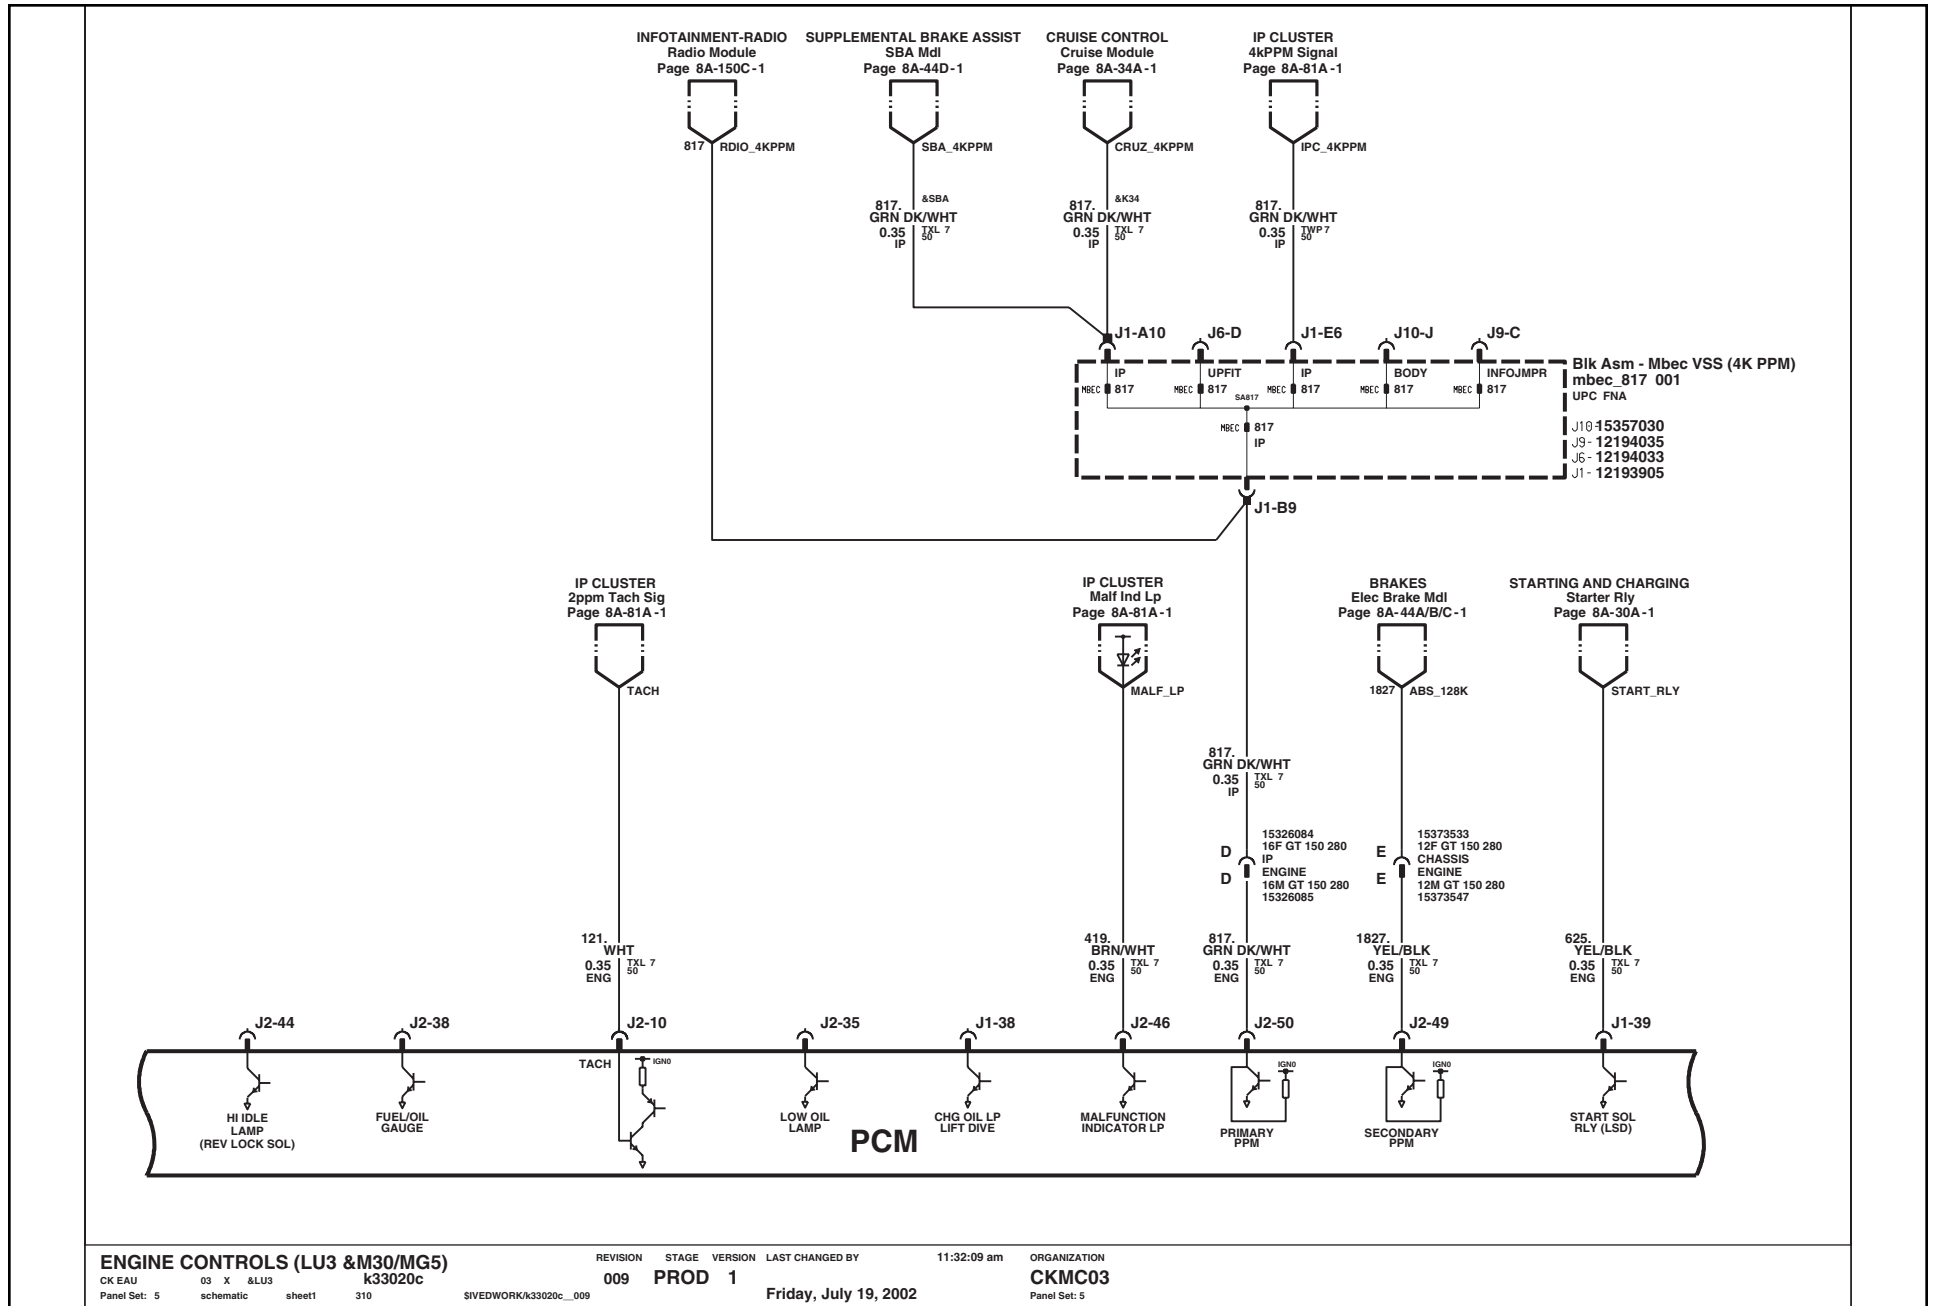 INFOTAINMENT-RADIO
Radio Module
Page 8A-150C-1
SUPPLEMENTAL BRAKE ASSIST
SBA Mdl
Page 8A-44D-1
CRUISE CONTROL
Cruise Module
Page 8A-34A-1
IP CLUSTER
4kPPM Signal
Page 8A-81A-1
817 RDIO_4KPPM
SBA_4KPPM
CRUZ_4KPPM
IPC_4KPPM
817. &SBA
GRN DK/WHT
0.35 TXL 7
50
IP
817. &K34
GRN DK/WHT
0.35 TXL 7
50
IP
817.
GRN DK/WHT
0.35 TWP 7
50
IP
J1-A10
J6-D
J1-E6
J10-J
J9-C
IP
MBEC 817
UPFIT
MBEC 817
IP
MBEC 817
BODY
MBEC 817
INFOJMPR
MBEC 817
SA817
MBEC 817
IP
Blk Asm - Mbec VSS (4K PPM)
mbec_817 001
UPC FNA
J10-15357030
J9- 12194035
J6- 12194033
J1- 12193905
J1-B9
IP CLUSTER
2ppm Tach Sig
Page 8A-81A-1
IP CLUSTER
Malf Ind Lp
Page 8A-81A-1
BRAKES
Elec Brake Mdl
Page 8A-44A/B/C-1
STARTING AND CHARGING
Starter Rly
Page 8A-30A-1
TACH
MALF_LP
1827 ABS_128K
START_RLY
817.
GRN DK/WHT
0.35 TXL 7
50
IP
D
D
15326084
16F GT 150 280
IP
ENGINE
16M GT 150 280
15326085
E
E
15373533
12F GT 150 280
CHASSIS
ENGINE
12M GT 150 280
15373547
121.
WHT
0.35 TXL 7
50
ENG
419.
BRN/WHT
0.35 TXL 7
50
ENG
817.
GRN DK/WHT
0.35 TXL 7
50
ENG
1827.
YEL/BLK
0.35 TXL 7
50
ENG
625.
YEL/BLK
0.35 TXL 7
50
ENG
J2-44
J2-38
J2-10
J2-35
J1-38
J2-46
J2-50
J2-49
J1-39
TACH
IGN0
IGN0
IGN0
HI IDLE
LAMP
(REV LOCK SOL)
FUEL/OIL
GAUGE
LOW OIL
LAMP
CHG OIL LP
LIFT DIVE
MALFUNCTION
INDICATOR LP
PRIMARY
PPM
SECONDARY
PPM
START SOL
RLY (LSD)
PCM
ENGINE CONTROLS (LU3 &M30/MG5)
CK EAU 03 X &LU3 k33020c
Panel Set: 5 schematic sheet1 310 $IVEDWORK/k33020c__009
REVISION STAGE VERSION LAST CHANGED BY 11:32:09 am
009 PROD 1
Friday, July 19, 2002
ORGANIZATION
CKMC03
Panel Set: 5